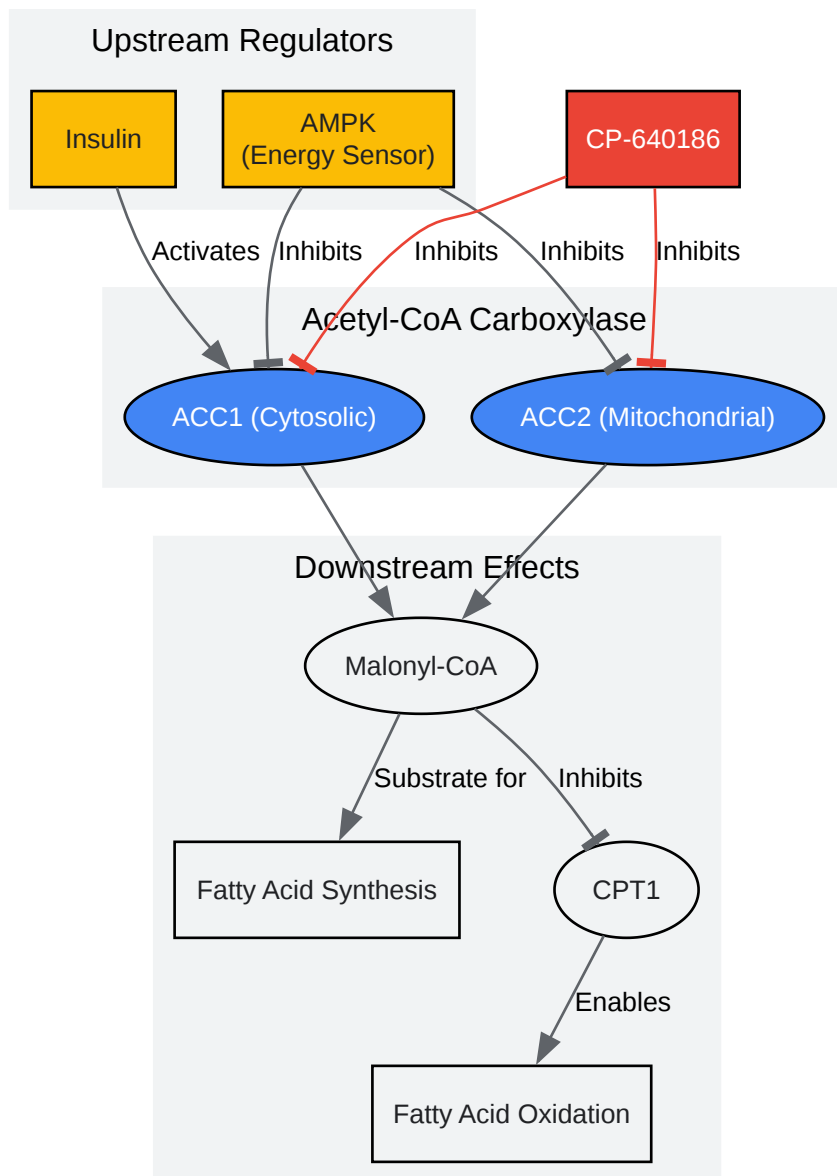 Upstream Regulators
Insulin
AMPK
(Energy Sensor)
CP-640186
Activates
Inhibits
Inhibits
Inhibits
Inhibits
Acetyl-CoA Carboxylase
ACC1 (Cytosolic)
ACC2 (Mitochondrial)
Downstream Effects
Malonyl-CoA
Substrate for
Inhibits
Fatty Acid Synthesis
CPT1
Enables
Fatty Acid Oxidation